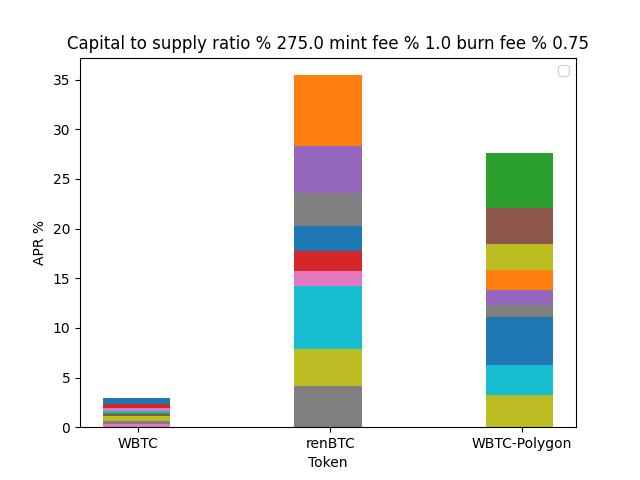 Capital to supply ratio % 275.0 mint fee % 1.0 burn fee % 0.75
35
30
25
20
15
10
5
0
APR %
WBTC renBTC WBTC-Polygon
Token